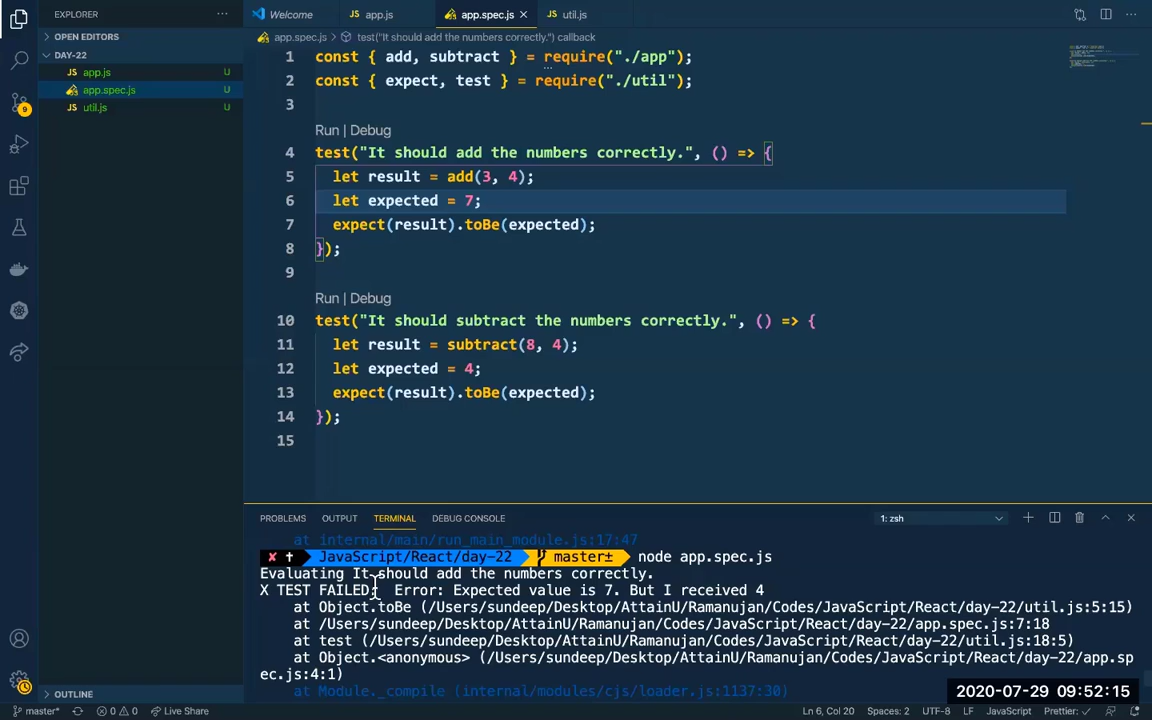 EXPLORER
Welcome
app.js
app.spec.js
util.js
OPEN EDITORS
app.spec.js > test("It should add the numbers correctly.") callback
DAY-22
app.js U
app.spec.js U
util.js U
1 const { add, subtract } = require("./app");
2 const { expect, test } = require("./util");
3
Run | Debug
4 test("It should add the numbers correctly.", () => {
5 let result = add(3, 4);
6 let expected = 7;
7 expect(result).toBe(expected);
8 });
9
Run | Debug
10 test("It should subtract the numbers correctly.", () => {
11 let result = subtract(8, 4);
12 let expected = 4;
13 expect(result).toBe(expected);
14 });
15
9
PROBLEMS OUTPUT TERMINAL DEBUG CONSOLE 1: zsh
at internal/main/run_main_module.js:17:47
JavaScript/React/day-22 master± node app.spec.js
Evaluating It should add the numbers correctly.
X TEST FAILED: Error: Expected value is 7. But I received 4
at Object.toBe (/Users/sundeep/Desktop/AttainU/Ramanujan/Codes/JavaScript/React/day-22/util.js:5:15)
at /Users/sundeep/Desktop/AttainU/Ramanujan/Codes/JavaScript/React/day-22/app.spec.js:7:18
at test (/Users/sundeep/Desktop/AttainU/Ramanujan/Codes/JavaScript/React/day-22/util.js:18:5)
at Object.<anonymous> (/Users/sundeep/Desktop/AttainU/Ramanujan/Codes/JavaScript/React/day-22/app.sp
ec.js:4:1)
at Module._compile (internal/modules/cjs/loader.js:1137:30)
OUTLINE
2020-07-29 09:52:15
master* 0 0 Live Share Ln 6, Col 20 Spaces: 2 UTF-8 LF JavaScript Prettier: ✓